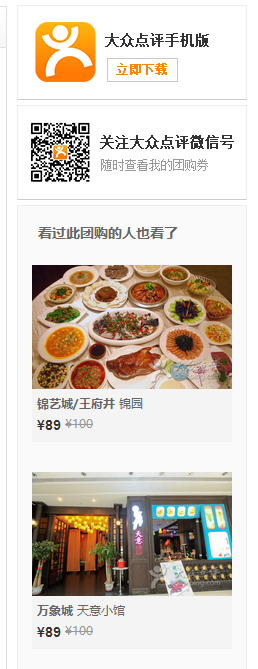 大众点评手机版
立即下载
关注大众点评微信号
随时查看我的团购券
看过此团购的人也看了
锦艺城/王府井 锦园
¥89 ¥100
天意
万象城 天意小馆
¥89 ¥100